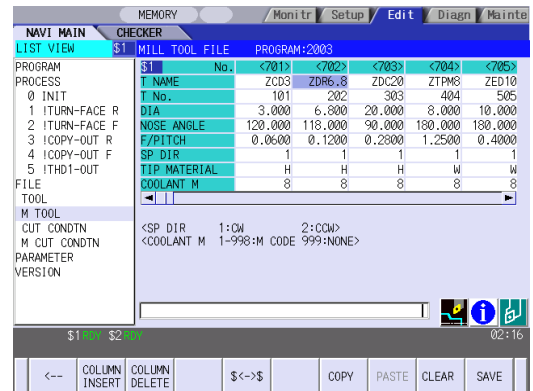 MEMORY Monitr Setup Edit Diagn Mainte
NAVI MAIN CHECKER
LIST VIEW $1 MILL TOOL FILE PROGRAM:2003
PROGRAM
PROCESS
0 INIT
1 !TURN-FACE R
2 !TURN-FACE F
3 !COPY-OUT R
4 !COPY-OUT F
5 !THD1-OUT
FILE
TOOL
M TOOL
CUT CONDTN
M CUT CONDTN
PARAMETER
VERSION
$1 No. <701> <702> <703> <704> <705>
T NAME ZCD3 ZDR6.8 ZDC20 ZTPM8 ZED10
T No. 101 202 303 404 505
DIA 3.000 6.800 20.000 8.000 10.000
NOSE ANGLE 120.000 118.000 90.000 180.000 180.000
F/PITCH 0.0600 0.1200 0.2800 1.2500 0.4000
SP DIR 1 1 1 1 1
TIP MATERIAL H H H W W
COOLANT M 8 8 8 8 8
<SP DIR 1:CW 2:CCW>
<COOLANT M 1-998:M CODE 999:NONE>
$1 RDY $2 RDY 02:16
<-- COLUMN INSERT COLUMN DELETE $<->$ COPY PASTE CLEAR SAVE